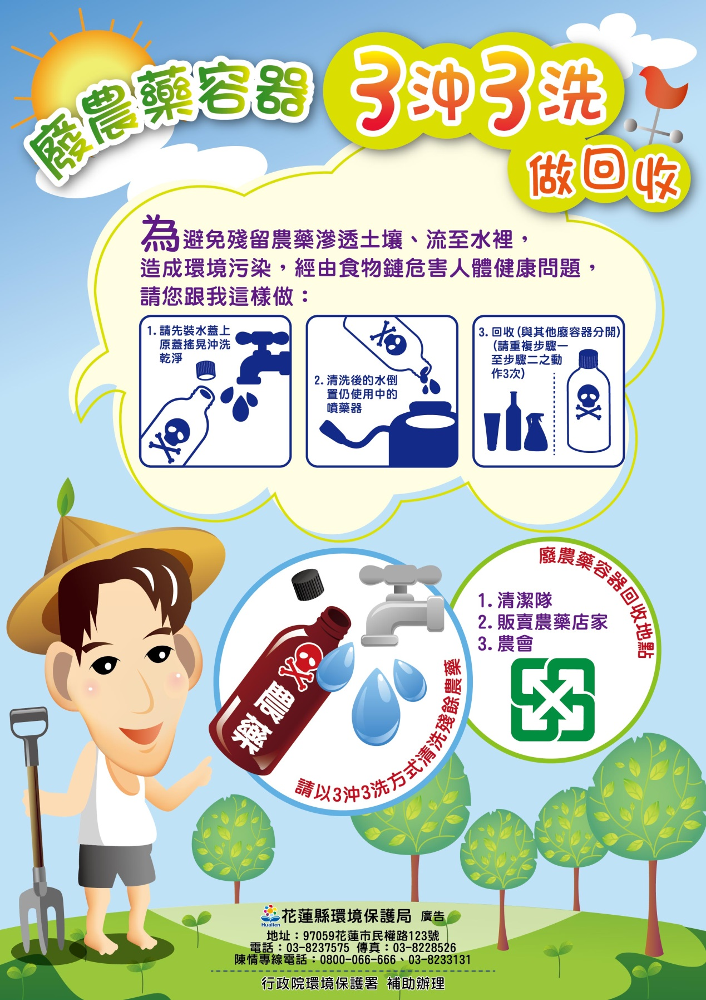 廢農藥容器
3沖3洗
做回收
為避免殘留農藥滲透土壤、流至水裡，
造成環境污染，經由食物鏈危害人體健康問題，
請您跟我這樣做：
1. 請先裝水蓋上
原蓋搖晃沖洗
乾淨
2. 清洗後的水倒
置仍使用中的
噴藥器
3. 回收(與其他廢容器分開)
(請重複步驟一
至步驟二之動
作3次)
農藥
請以3沖3洗方式清洗殘餘農藥
廢農藥容器回收地點
1. 清潔隊
2. 販賣農藥店家
3. 農會
Hualien
花蓮縣環境保護局 廣告
地址：97059花蓮市民權路123號
電話：03-8237575 傳真：03-8228526
陳情專線電話：0800-066-666、03-8233131
行政院環境保護署 補助辦理